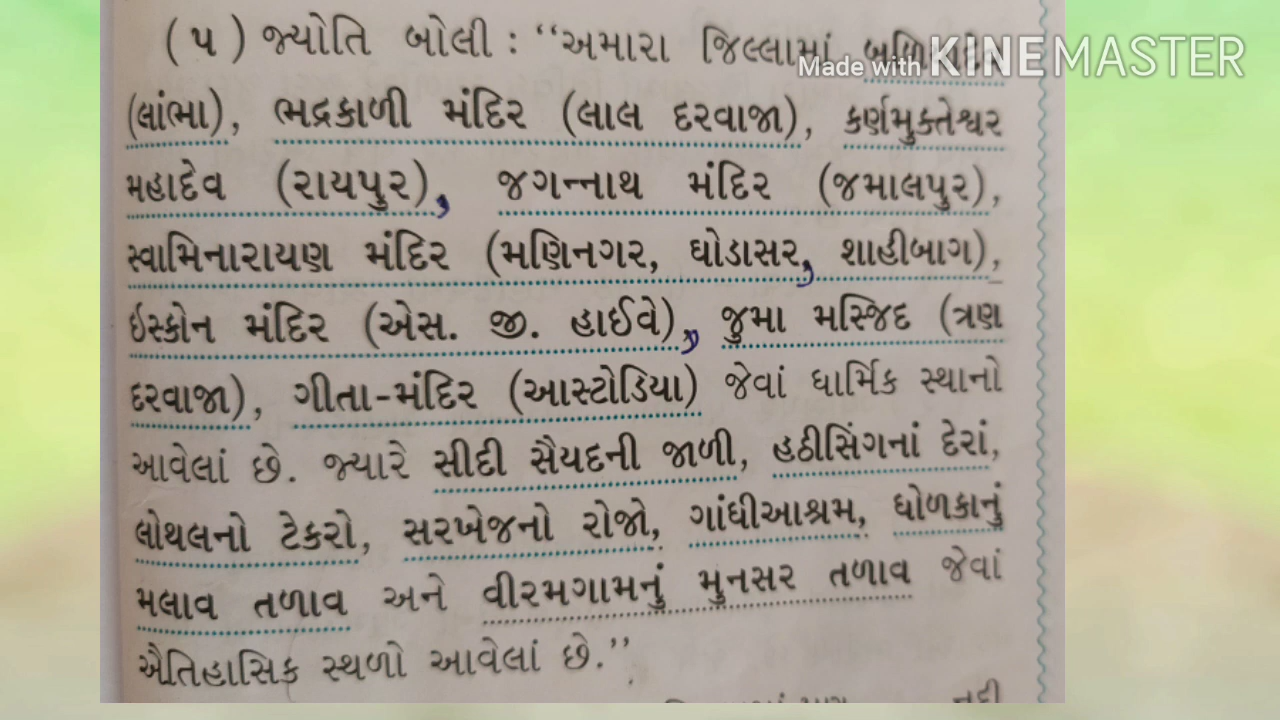 (૫) જ્યોતિ બોલી : “અમારા જિલ્લામાં
Made with KINEMASTER
(લાંભા), ભદ્રકાળી મંદિર (લાલ દરવાજા), કર્ણમુક્તેશ્વર
મહાદેવ (રાયપુર), જગન્નાથ મંદિર (જમાલપુર),
સ્વામિનારાયણ મંદિર (મણિનગર, ઘોડાસર, શાહીબાગ),
ઇસ્કોન મંદિર (એસ. જી. હાઈવે), જુમા મસ્જિદ (ત્રણ
દરવાજા), ગીતા-મંદિર (આસ્ટોડિયા) જેવાં ધાર્મિક સ્થાનો
આવેલાં છે. જ્યારે સીદી સૈયદની જાળી, હઠીસિંગનાં દેરાં,
લોથલનો ટેકરો, સરખેજનો રોજો, ગાંધીઆશ્રમ, ધોળકાનું
મલાવ તળાવ અને વીરમગામનું મુનસર તળાવ જેવાં
ઐતિહાસિક સ્થળો આવેલાં છે.”
નદી